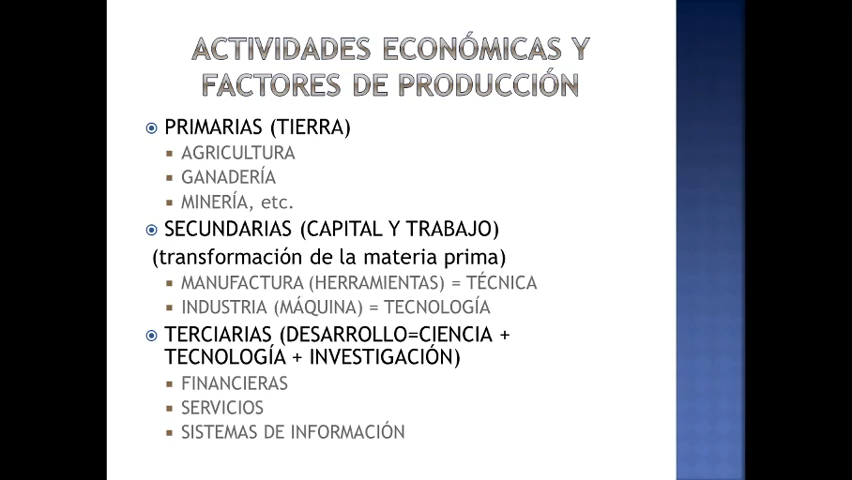 ACTIVIDADES ECONÓMICAS Y
FACTORES DE PRODUCCIÓN
PRIMARIAS (TIERRA)
AGRICULTURA
GANADERÍA
MINERÍA, etc.
SECUNDARIAS (CAPITAL Y TRABAJO)
(transformación de la materia prima)
MANUFACTURA (HERRAMIENTAS) = TÉCNICA
INDUSTRIA (MÁQUINA) = TECNOLOGÍA
TERCIARIAS (DESARROLLO=CIENCIA +
TECNOLOGÍA + INVESTIGACIÓN)
FINANCIERAS
SERVICIOS
SISTEMAS DE INFORMACIÓN